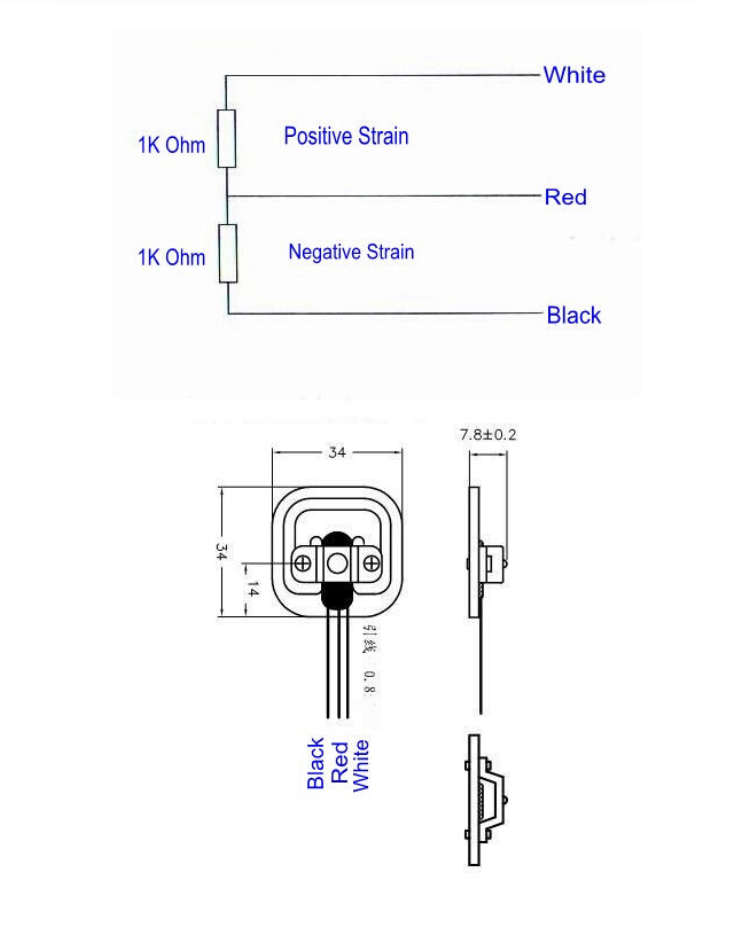 White
1K Ohm
Positive Strain
Red
1K Ohm
Negative Strain
Black
7.8±0.2
34
34
14
引线 0.8
Black
Red
White